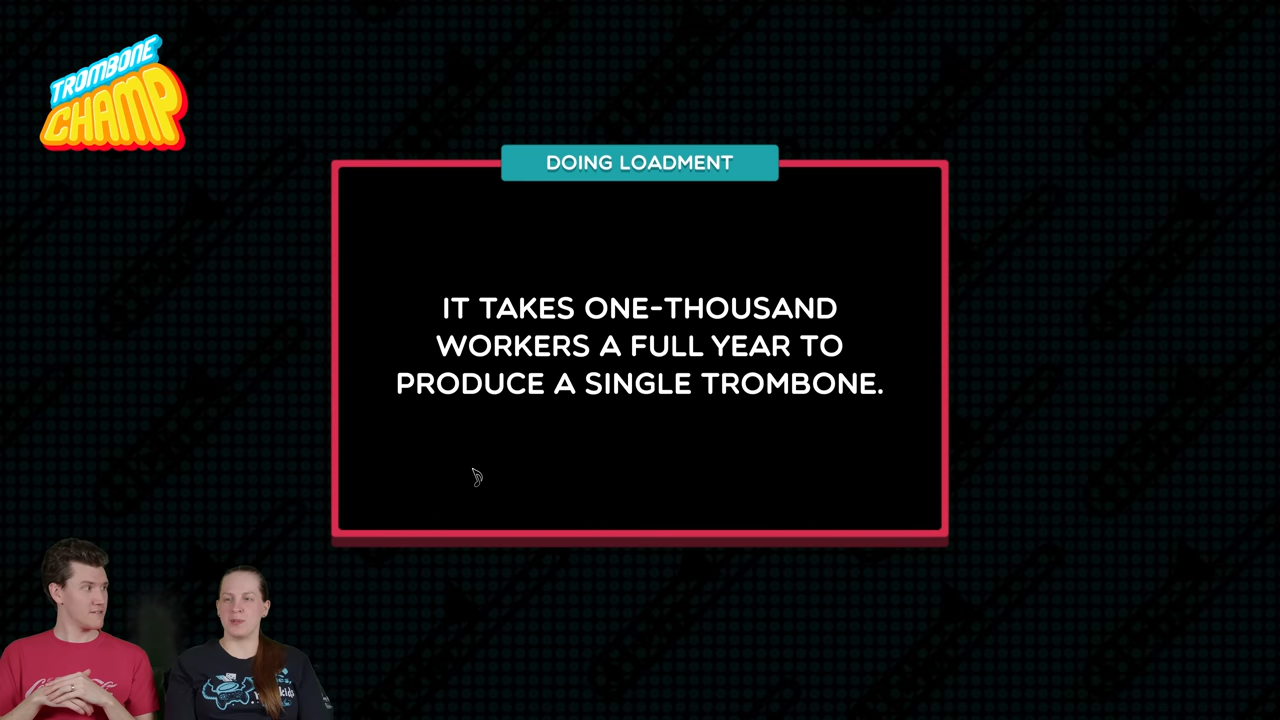 TROMBONE
CHAMP
DOING LOADMENT
IT TAKES ONE-THOUSAND
WORKERS A FULL YEAR TO
PRODUCE A SINGLE TROMBONE.